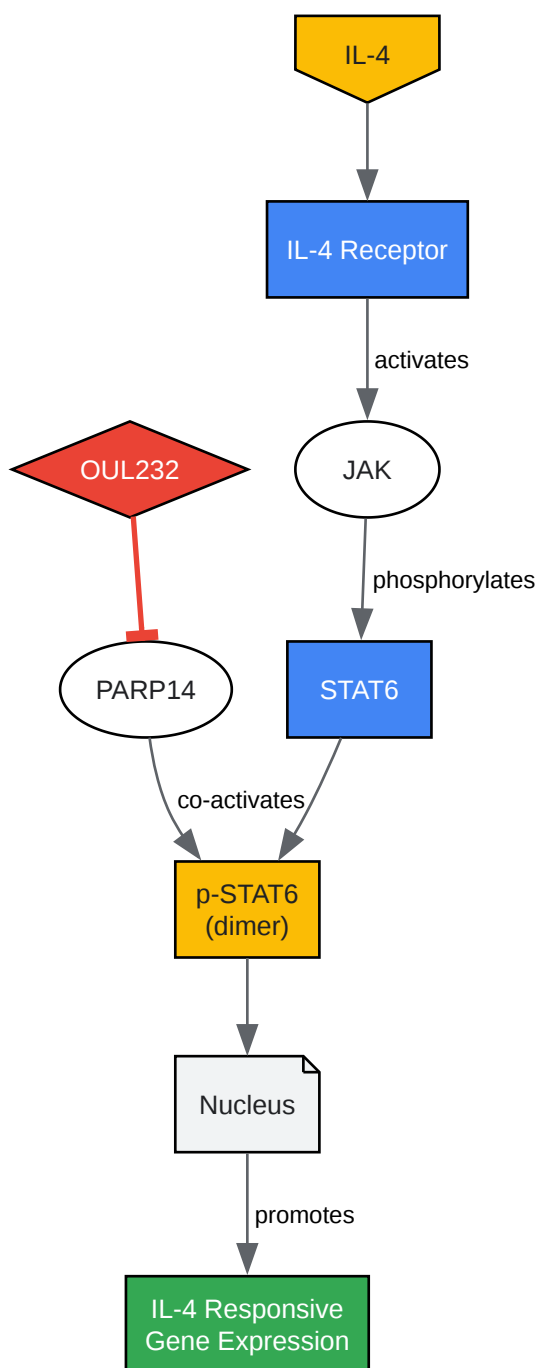 IL-4
IL-4 Receptor
activates
OUL232
JAK
phosphorylates
PARP14
STAT6
co-activates
p-STAT6
(dimer)
Nucleus
promotes
IL-4 Responsive
Gene Expression